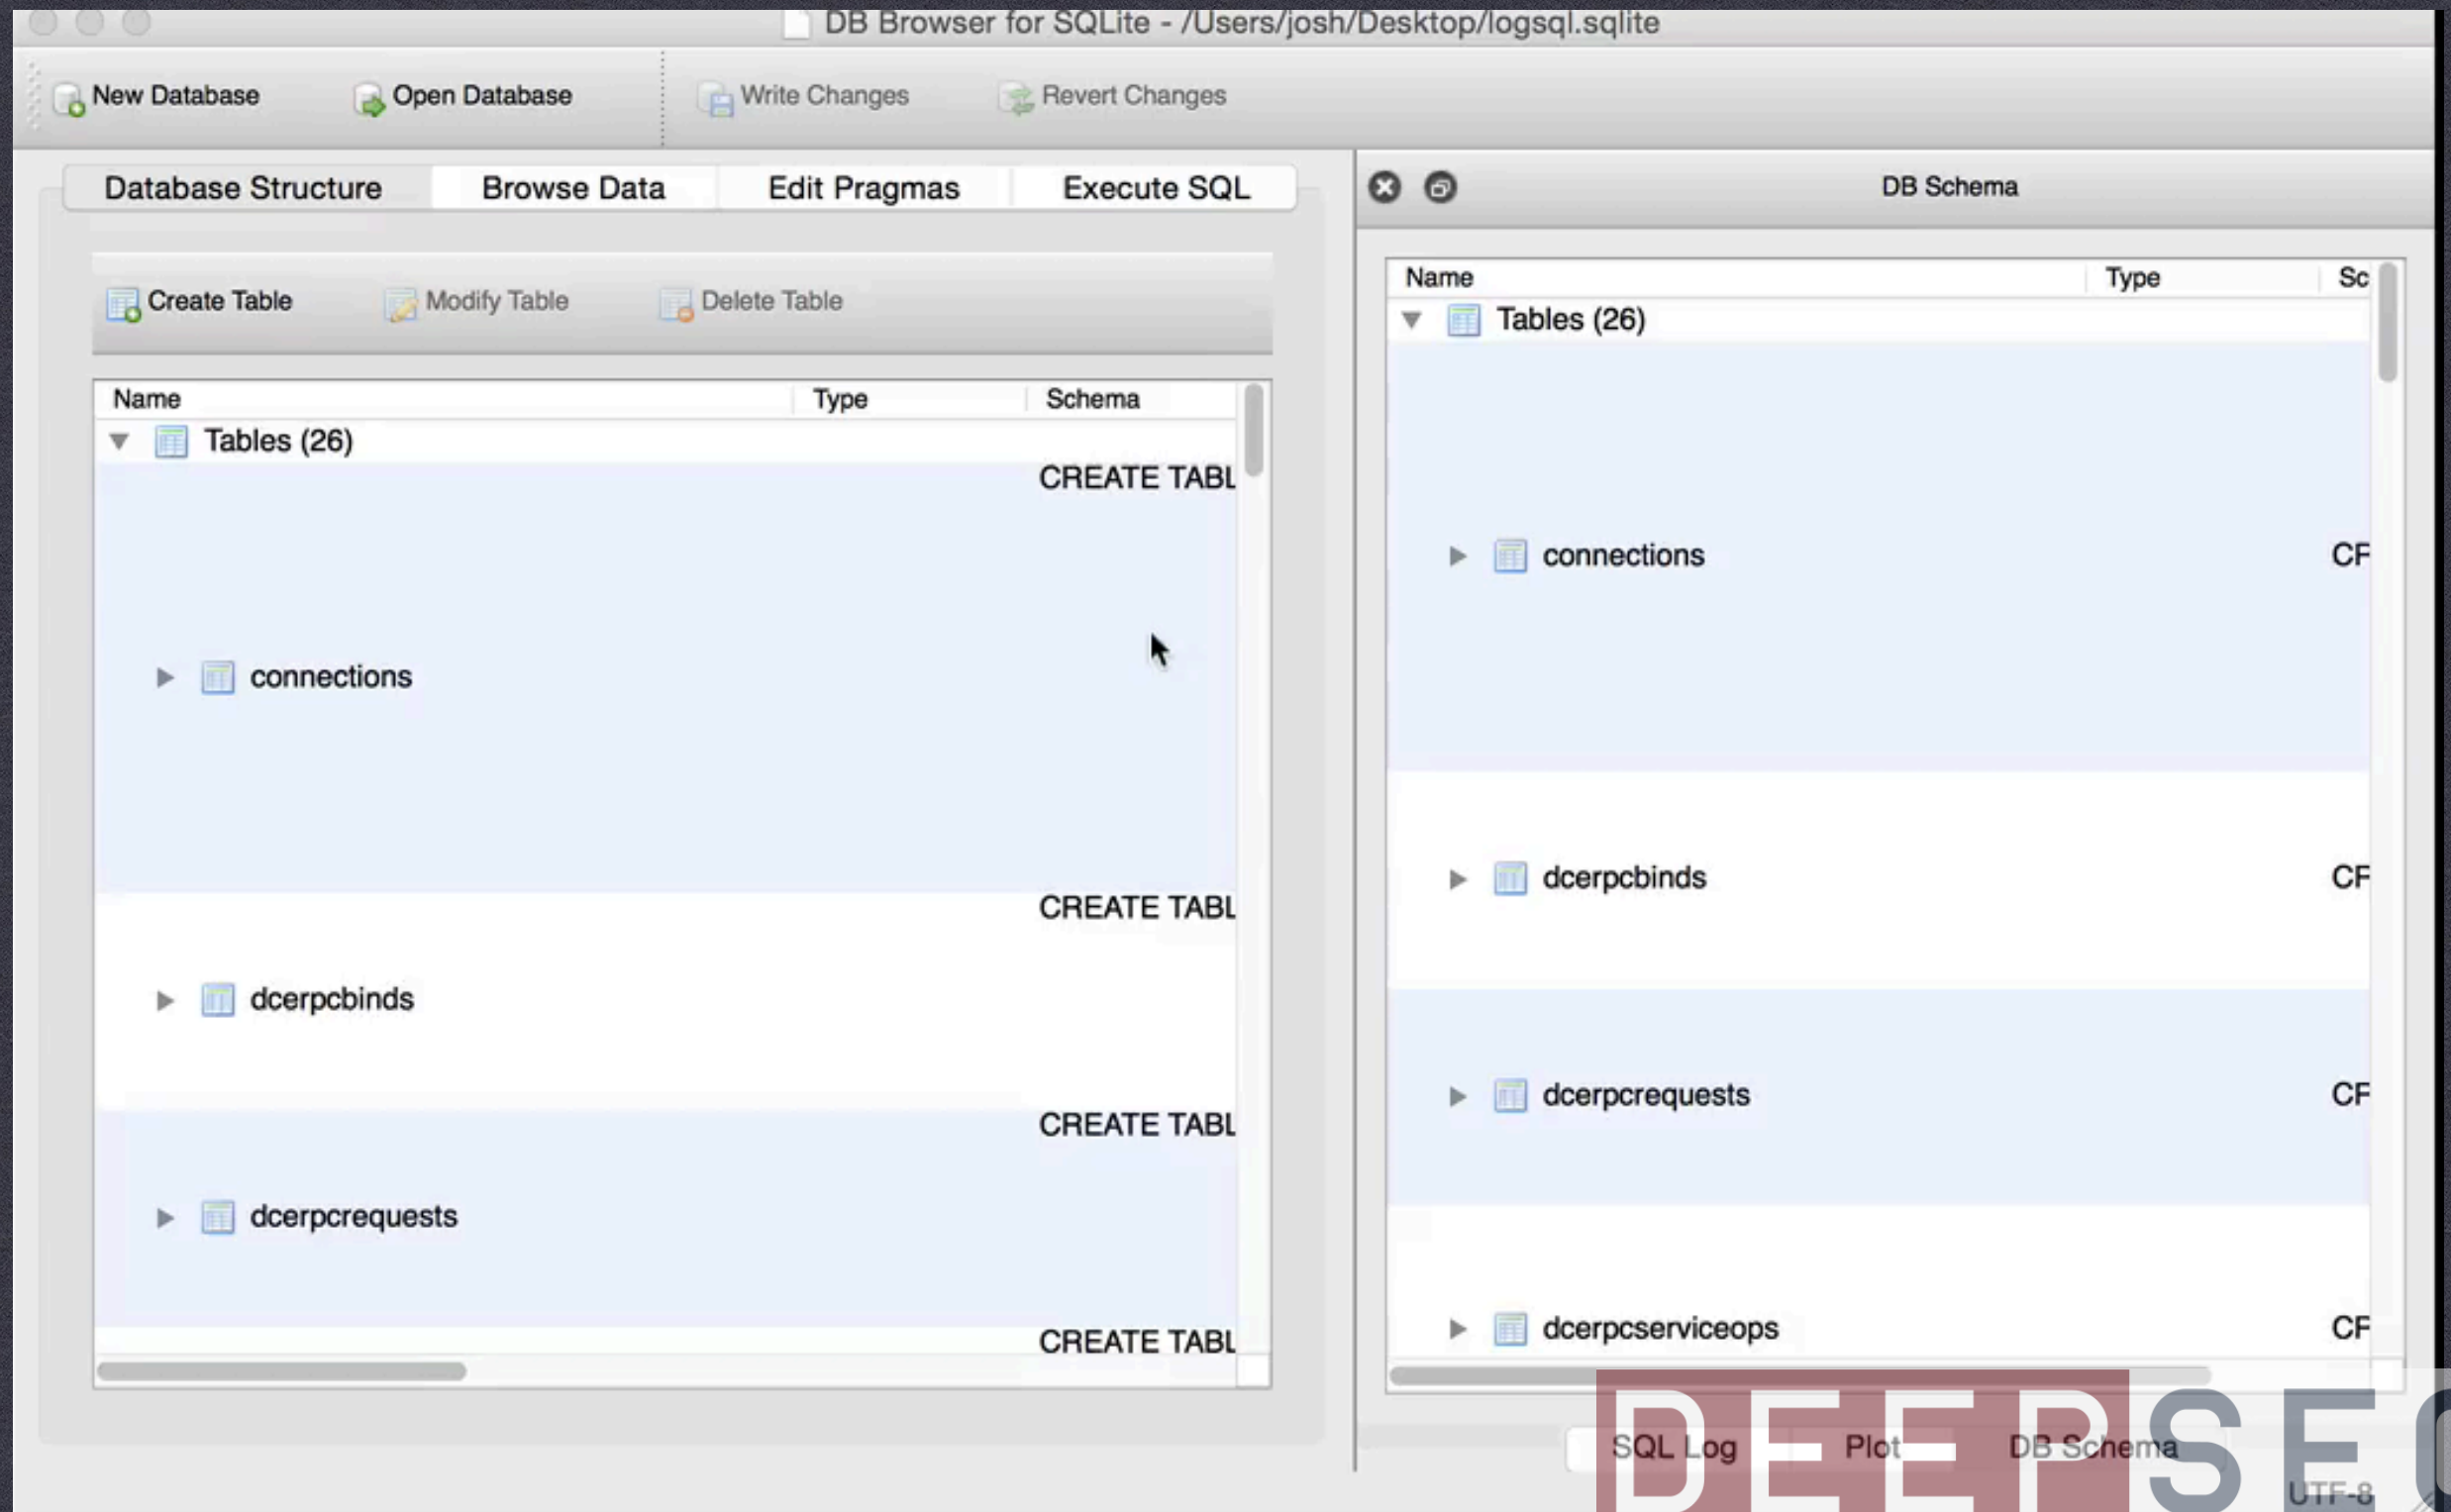 DB Browser for SQLite - /Users/josh/Desktop/logsql.sqlite
New Database Open Database Write Changes Revert Changes
Database Structure Browse Data Edit Pragmas Execute SQL
Create Table Modify Table Delete Table
Name Type Schema
Tables (26)
CREATE TABL
connections
CREATE TABL
dcerpcbinds
CREATE TABL
dcerpcrequests
CREATE TABL
DB Schema
Name Type Sc
Tables (26)
connections CF
dcerpcbinds CF
dcerpcrequests CF
dcerpcserviceops CF
SQL Log Plot DB Schema
UTF-8
DEEPSEC